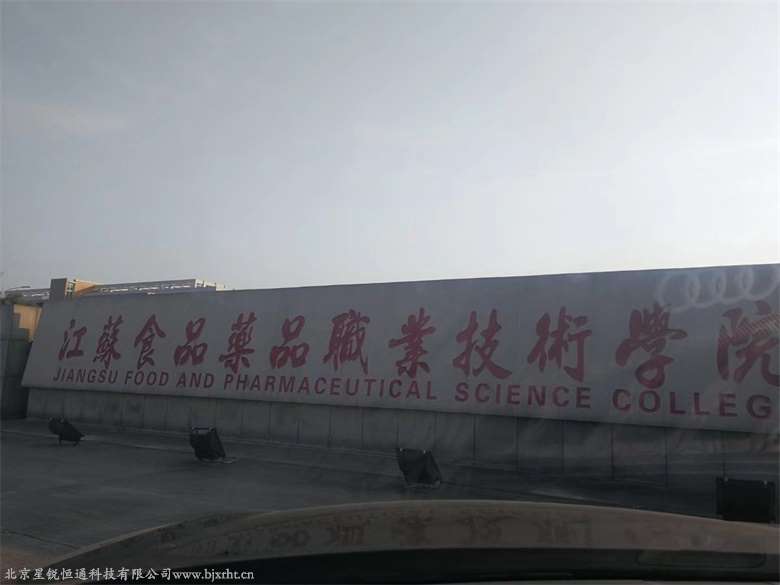 江蘇食品藥品職業技術學院
JIANGSU FOOD AND PHARMACEUTICAL SCIENCE COLLEG
北京星锐恒通科技有限公司www.bjxrht.cn